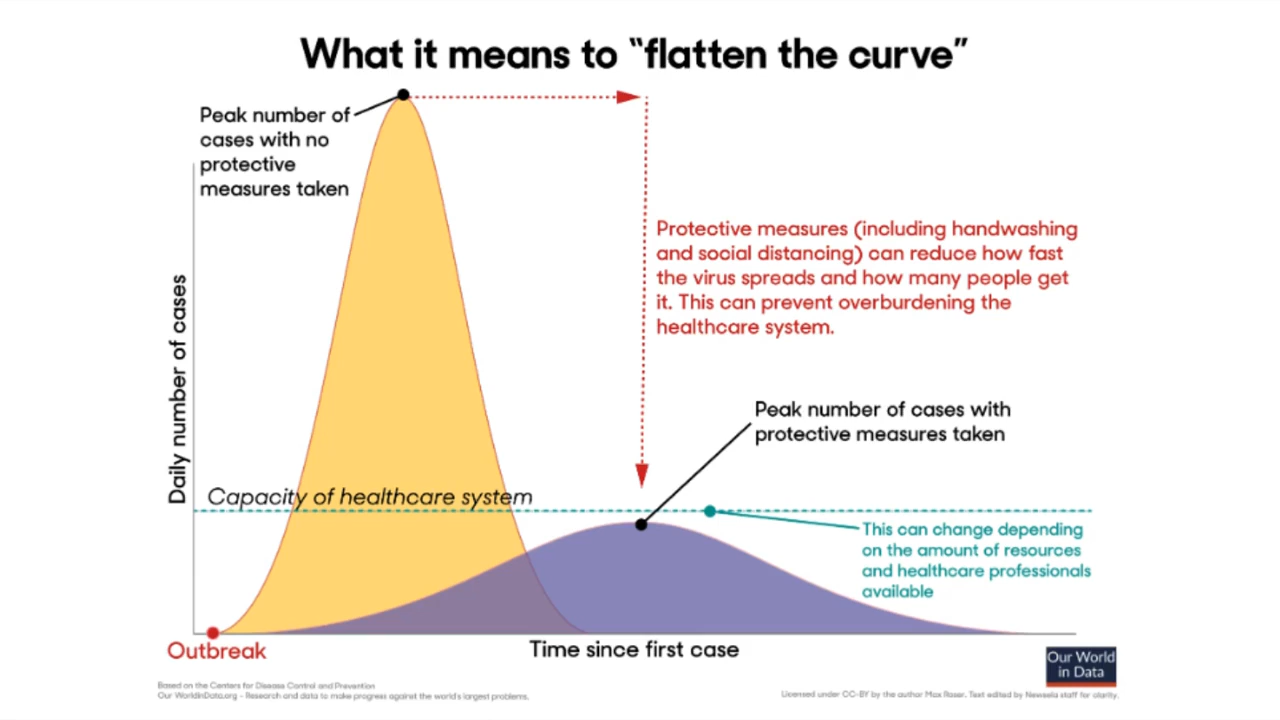 What it means to “flatten the curve”
Peak number of
cases with no
protective
measures taken
Protective measures (including handwashing
and social distancing) can reduce how fast
the virus spreads and how many people get
it. This can prevent overburdening the
healthcare system.
Daily number of cases
Peak number of cases with
protective measures taken
Capacity of healthcare system
This can change depending
on the amount of resources
and healthcare professionals
available
Outbreak
Time since first case
Our World
in Data
Based on the Centers for Disease Control and Prevention
Our WorldinData.org - Research and data to make progress against the world's largest problems.
Licensed under CC-BY by the author Max Roser. Text edited by Newsela staff for clarity.